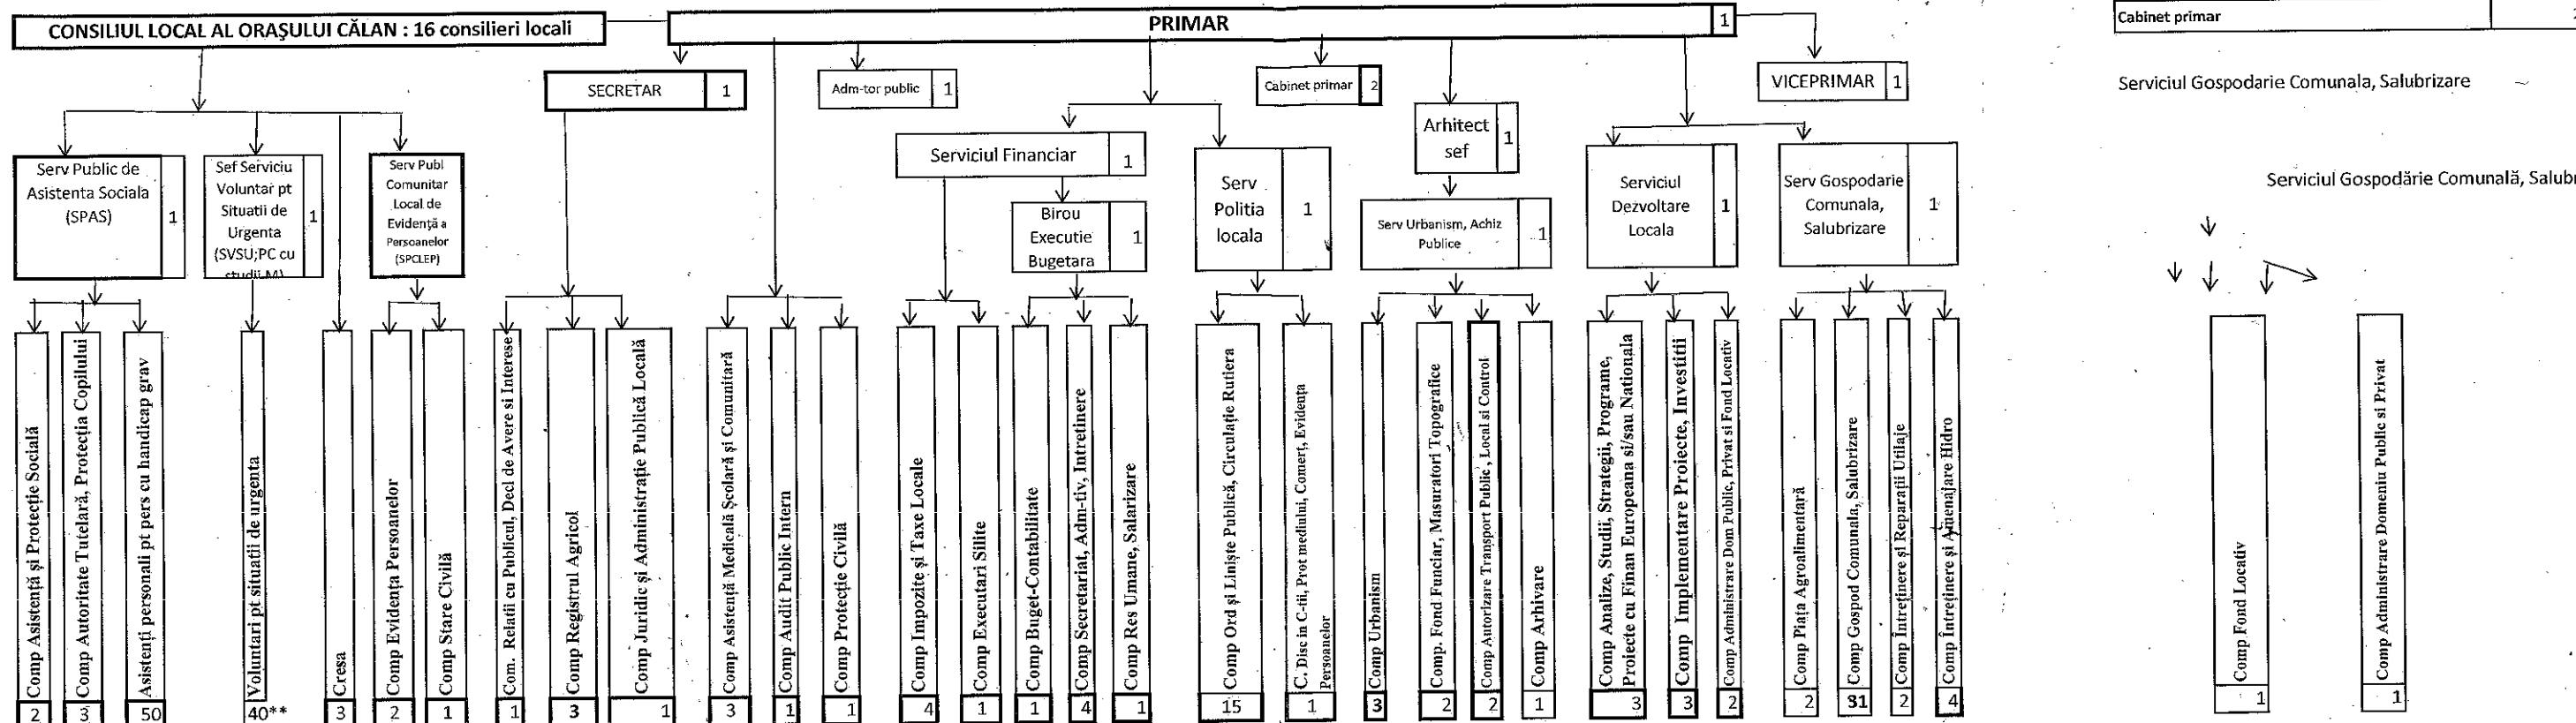 CONSILIUL LOCAL AL ORAŞULUI CĂLAN : 16 consilieri locali
PRIMAR 1
Cabinet primar
SECRETAR 1
Adm-tor public 1
Cabinet primar 2
VICEPRIMAR 1
Serviciul Gospodarie Comunala, Salubrizare
Arhitect
sef
1
Serviciul Financiar 1
Serv Public de
Asistenta Sociala
(SPAS)
1
Sef Serviciu
Voluntar pt
Situatii de
Urgenta
(SVSU;PC cu
studii M)
1
Serv Publ
Comunitar
Local de
Evidenţă a
Persoanelor
(SPCLEP)
Birou
Executie
Bugetara
1
Serv
Politia
locala
1
Serv Urbanism, Achiz
Publice
1
Serviciul
Dezvoltare
Locala
1
Serv Gospodarie
Comunala,
Salubrizare
1
Serviciul Gospodărie Comunală, Salubr
Comp Asistenţă şi Protecţie Socială
2
Comp Autoritate Tutelară, Protecţia Copilului
3
Asistenţi personali pt pers cu handicap grav
50
Voluntari pt situatii de urgenta
40**
Cresa
3
Comp Evidenţa Persoanelor
2
Comp Stare Civilă
1
Com. Relatii cu Publicul, Decl de Avere si Interese
1
Comp Registrul Agricol
3
Comp Juridic şi Administraţie Publică Locală
1
Comp Asistenţă Medicală Şcolară şi Comunitară
3
Comp Audit Public Intern
1
Comp Protecţie Civilă
1
Comp Impozite şi Taxe Locale
4
Comp Executari Silite
1
Comp Buget-Contabilitate
1
Comp Secretariat, Adm-tiv, Intretinere
4
Comp Res Umane, Salarizare
1
Comp Ord şi Linişte Publică, Circulaţie Rutiera
15
C. Disc in C-tii, Prot mediului, Comerţ, Evidenţa
Persoanelor
1
Comp Urbanism
3
Comp. Fond Funciar, Masuratori Topografice
2
Comp Autorizare Transport Public , Local si Control
2
Comp Arhivare
1
Comp Analize, Studii, Strategii, Programe,
Proiecte cu Finan Europeana si/sau Nationala
3
Comp Implementare Proiecte, Investitii
3
Comp Administrare Dom Public, Privat si Fond Locativ
2
Comp Piaţa Agroalimentară
2
Comp Gospod Comunala, Salubrizare
31
Comp Întreţinere şi Reparaţii Utilaje
2
Comp Întreţinere şi Amenajare Hidro
4
Comp Fond Locativ
1
Comp Administrare Domeniu Public si Privat
1